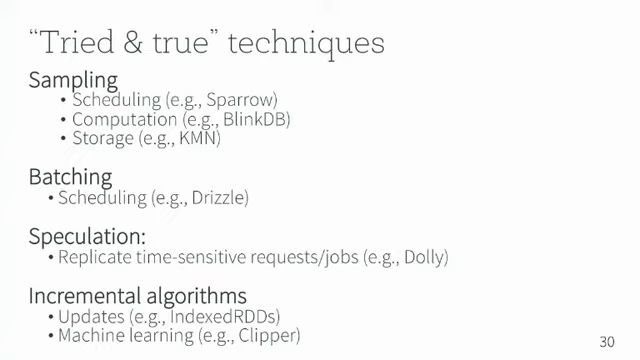 “Tried & true” techniques
Sampling
• Scheduling (e.g., Sparrow)
• Computation (e.g., BlinkDB)
• Storage (e.g., KMN)
Batching
• Scheduling (e.g., Drizzle)
Speculation:
• Replicate time-sensitive requests/jobs (e.g., Dolly)
Incremental algorithms
• Updates (e.g., IndexedRDDs)
• Machine learning (e.g., Clipper)
30